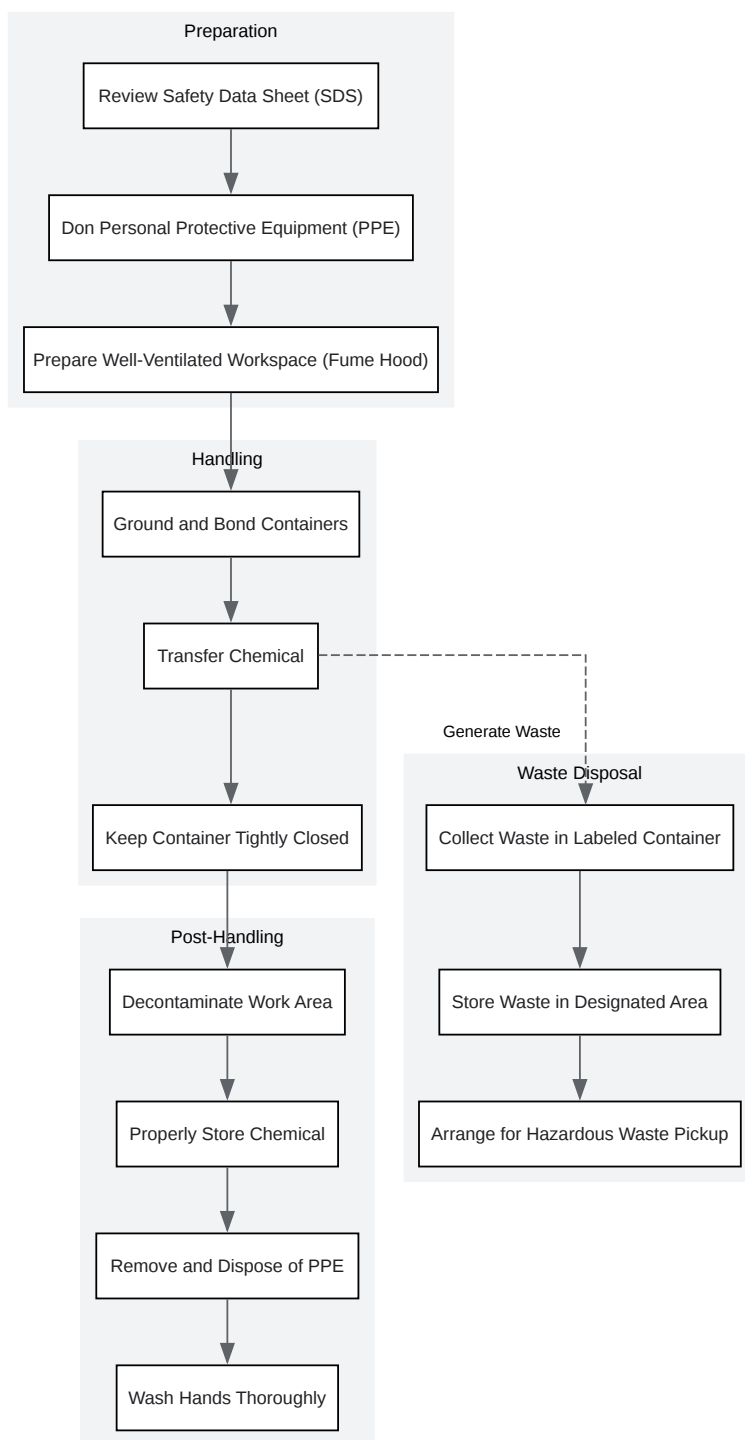 Preparation
Review Safety Data Sheet (SDS)
Don Personal Protective Equipment (PPE)
Prepare Well-Ventilated Workspace (Fume Hood)
Handling
Ground and Bond Containers
Transfer Chemical
Keep Container Tightly Closed
Generate Waste
Waste Disposal
Collect Waste in Labeled Container
Store Waste in Designated Area
Arrange for Hazardous Waste Pickup
Post-Handling
Decontaminate Work Area
Properly Store Chemical
Remove and Dispose of PPE
Wash Hands Thoroughly